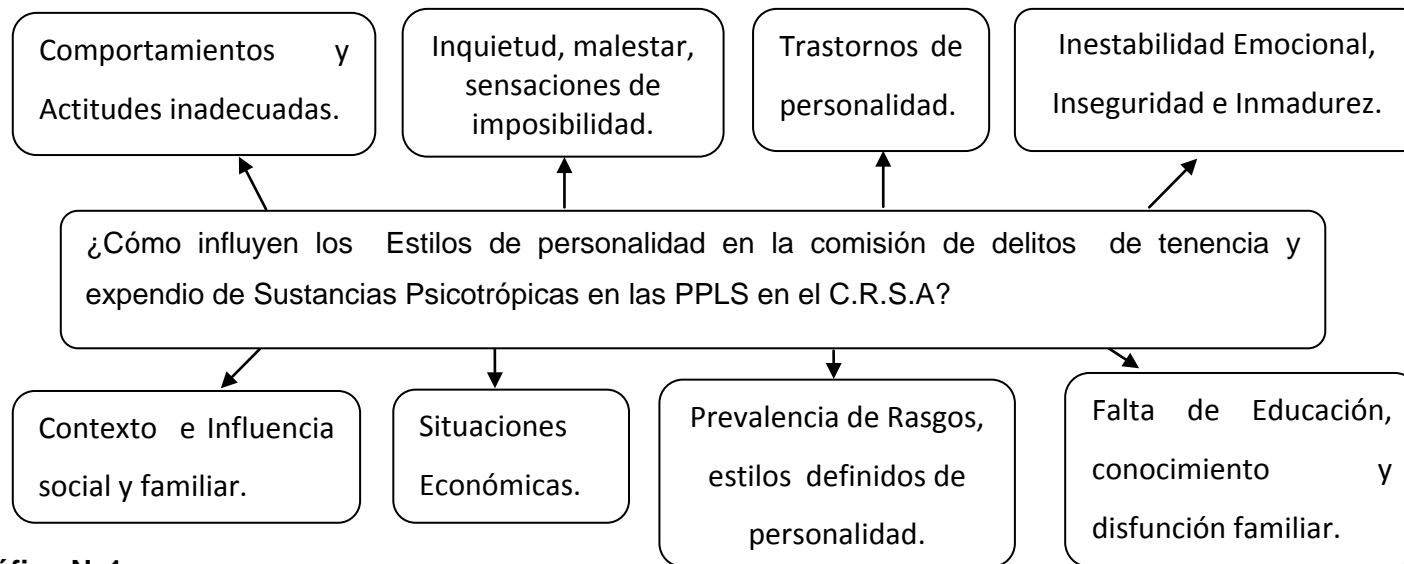 Comportamientos y
Actitudes inadecuadas.
Inquietud, malestar,
sensaciones de
imposibilidad.
Trastornos de
personalidad.
Inestabilidad Emocional,
Inseguridad e Inmadurez.
¿Cómo influyen los Estilos de personalidad en la comisión de delitos de tenencia y
expendio de Sustancias Psicotrópicas en las PPLS en el C.R.S.A?
Contexto e Influencia
social y familiar.
Situaciones
Económicas.
Prevalencia de Rasgos,
estilos definidos de
personalidad.
Falta de Educación,
conocimiento y
disfunción familiar.